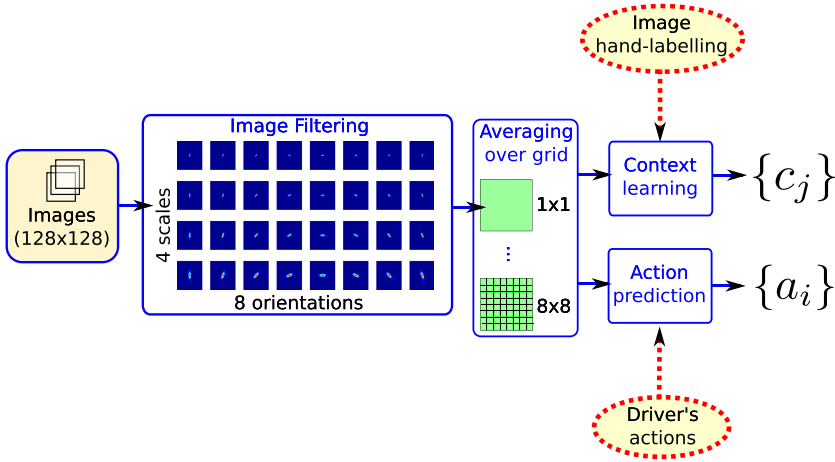 Image
hand-labelling
Image Filtering
4 scales
8 orientations
Images
(128x128)
Averaging
over grid
1x1
...
8x8
Context
learning
{c_j}
Action
prediction
{a_i}
Driver's
actions